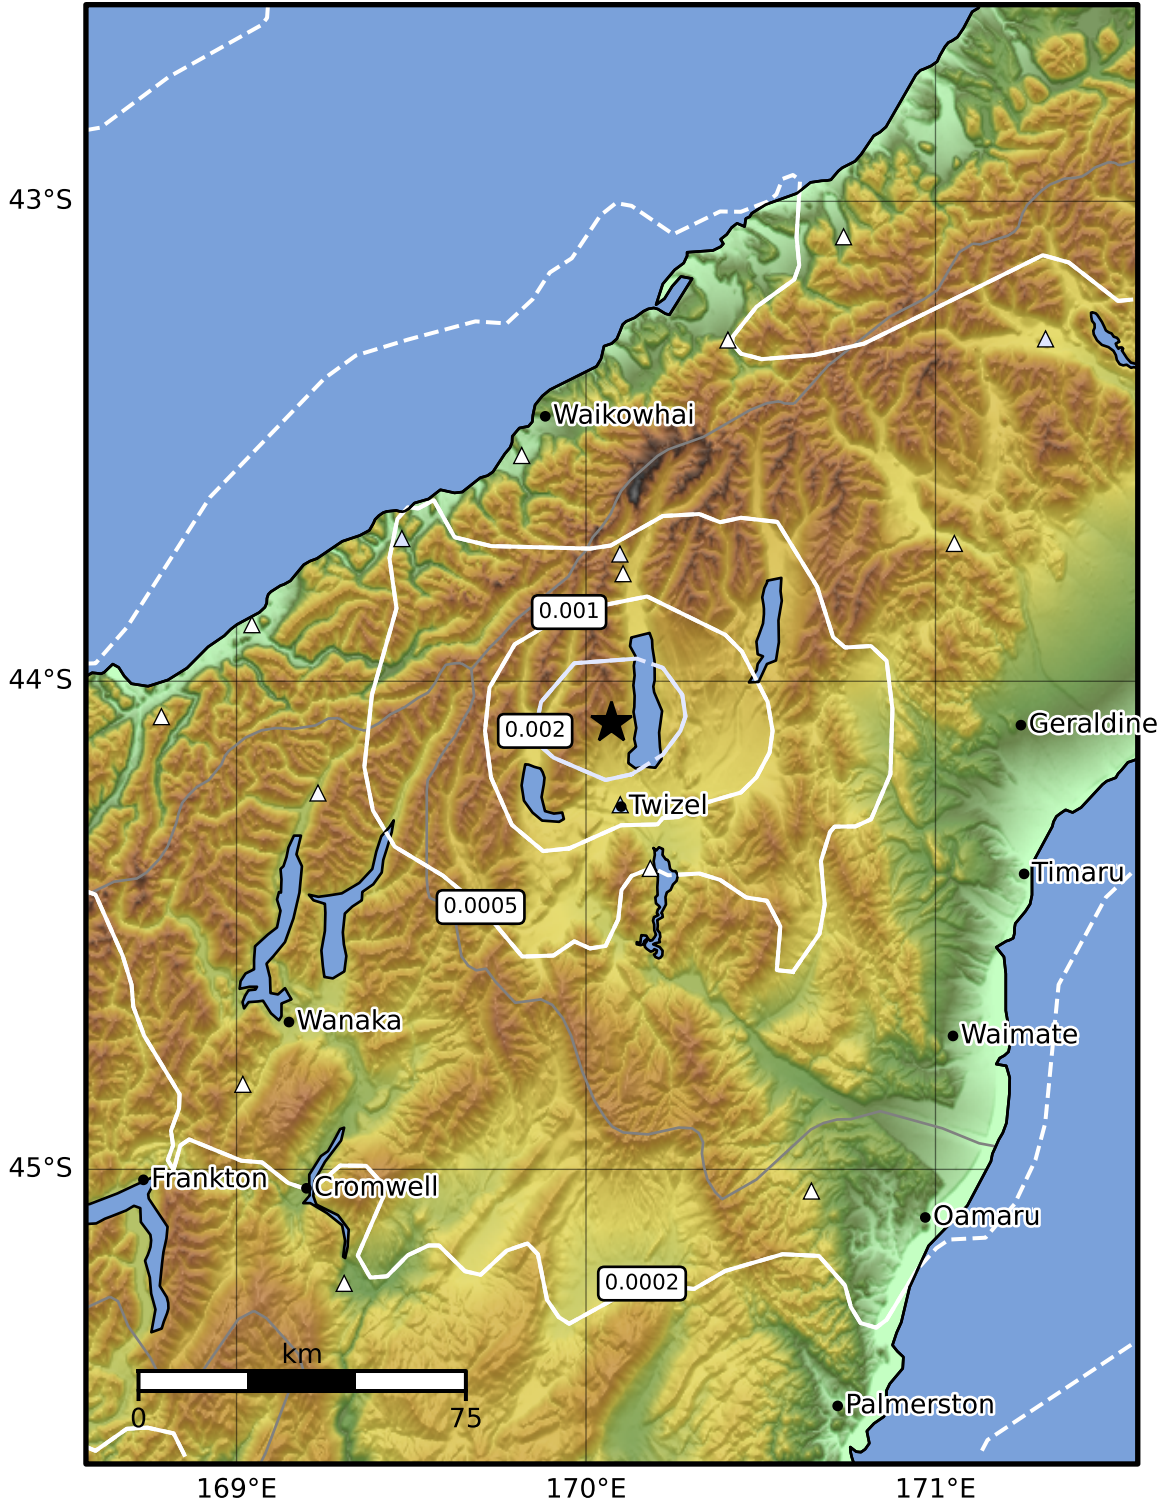 43°S
Waikowhai
0.001
44°S
Geraldine
0.002
Twizel
Timaru
0.0005
Wanaka
Waimate
45°S
Frankton
Cromwell
Oamaru
0.0002
km
0
75
Palmerston
169°E
170°E
171°E